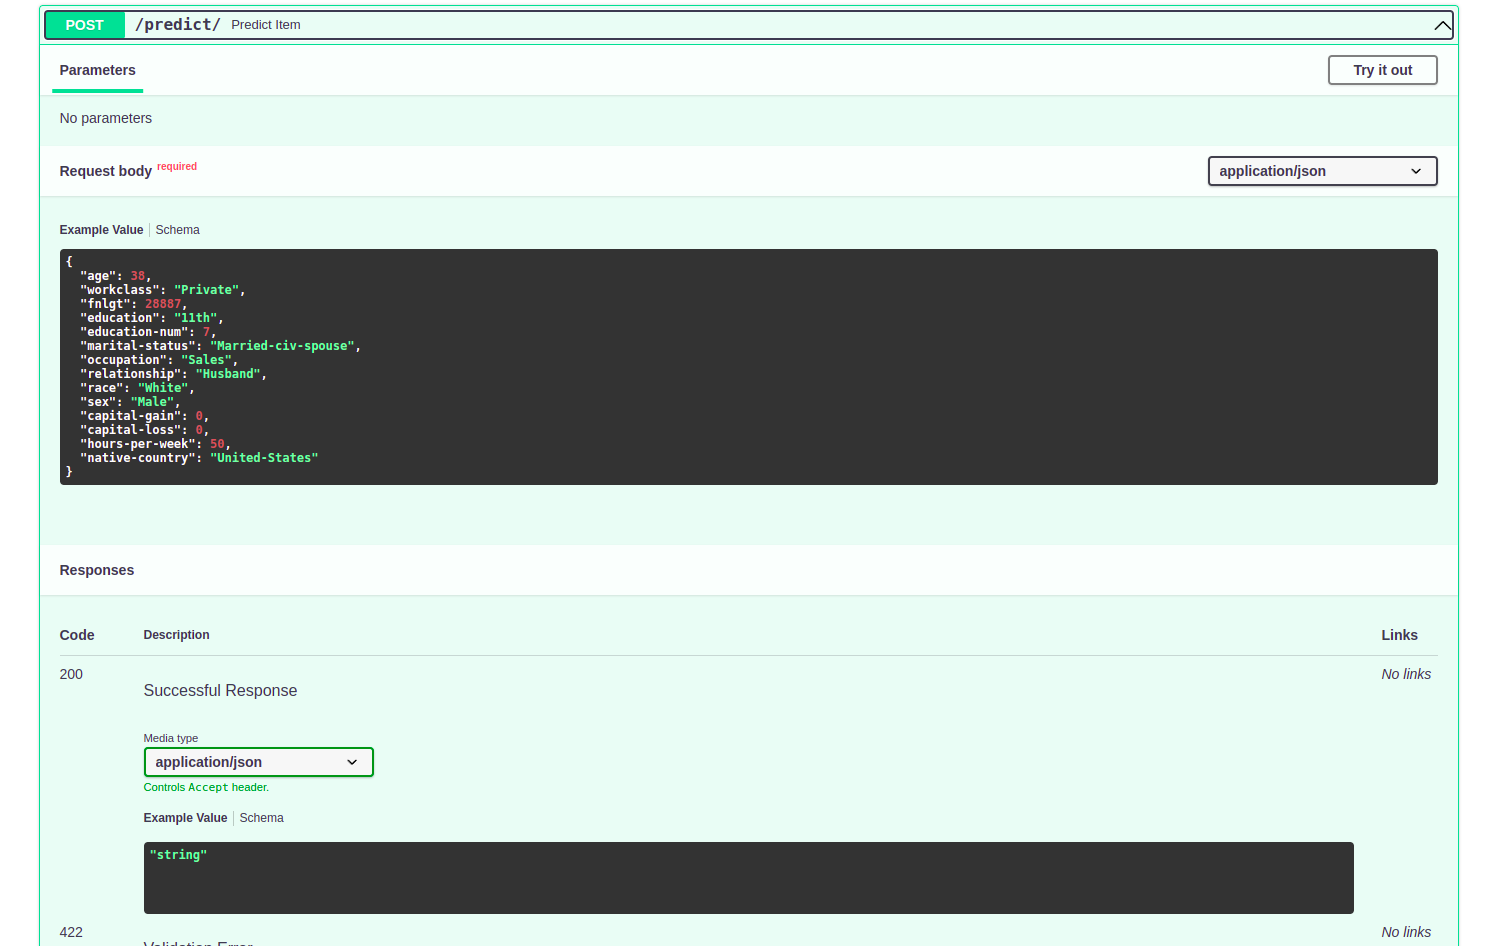 POST /predict/ Predict Item
Parameters
Try it out
No parameters
Request body required
application/json
Example Value Schema
{
"age": 38,
"workclass": "Private",
"fnlgt": 28887,
"education": "11th",
"education-num": 7,
"marital-status": "Married-civ-spouse",
"occupation": "Sales",
"relationship": "Husband",
"race": "White",
"sex": "Male",
"capital-gain": 0,
"capital-loss": 0,
"hours-per-week": 50,
"native-country": "United-States"
}
Responses
Code Description Links
200 No links
Successful Response
Media type
application/json
Controls Accept header.
Example Value Schema
"string"
422 No links
Validation Error